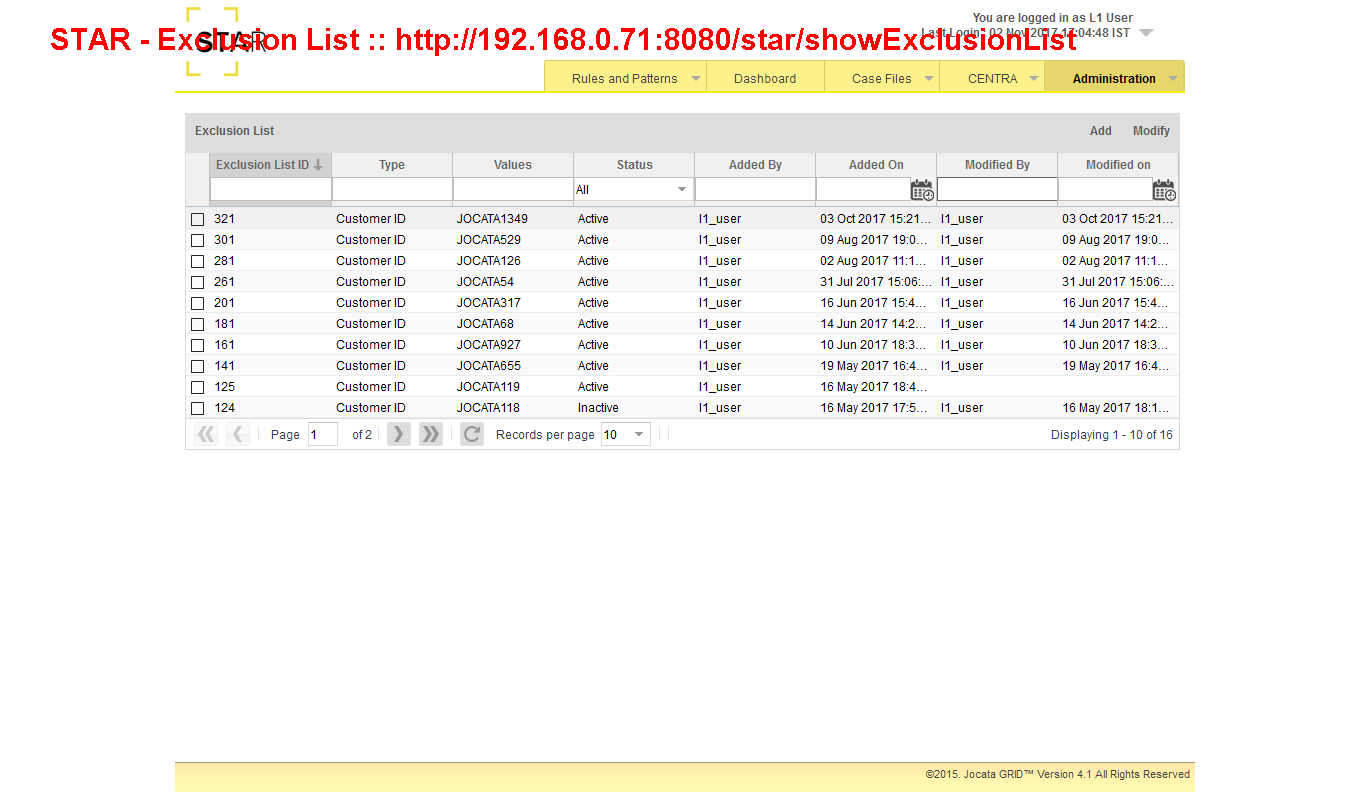 You are logged in as L1 User
STAR
Last Login : 02 Nov 2017 17:04:48 IST
STAR - Exclusion List :: http://192.168.0.71:8080/star/showExclusionList
Rules and Patterns Dashboard Case Files CENTRA Administration
Exclusion List Add Modify
Exclusion List ID Type Values Status Added By Added On Modified By Modified on
All
321 Customer ID JOCATA1349 Active l1_user 03 Oct 2017 15:21... l1_user 03 Oct 2017 15:21...
301 Customer ID JOCATA529 Active l1_user 09 Aug 2017 19:0... l1_user 09 Aug 2017 19:0...
281 Customer ID JOCATA126 Active l1_user 02 Aug 2017 11:1... l1_user 02 Aug 2017 11:1...
261 Customer ID JOCATA54 Active l1_user 31 Jul 2017 15:06:... l1_user 31 Jul 2017 15:06:...
201 Customer ID JOCATA317 Active l1_user 16 Jun 2017 15:4... l1_user 16 Jun 2017 15:4...
181 Customer ID JOCATA68 Active l1_user 14 Jun 2017 14:2... l1_user 14 Jun 2017 14:2...
161 Customer ID JOCATA927 Active l1_user 10 Jun 2017 18:3... l1_user 10 Jun 2017 18:3...
141 Customer ID JOCATA655 Active l1_user 19 May 2017 16:4... l1_user 19 May 2017 16:4...
125 Customer ID JOCATA119 Active l1_user 16 May 2017 18:4...
124 Customer ID JOCATA118 Inactive l1_user 16 May 2017 17:5... l1_user 16 May 2017 18:1...
Page 1 of 2 Records per page 10 Displaying 1 - 10 of 16
©2015. Jocata GRID™ Version 4.1 All Rights Reserved